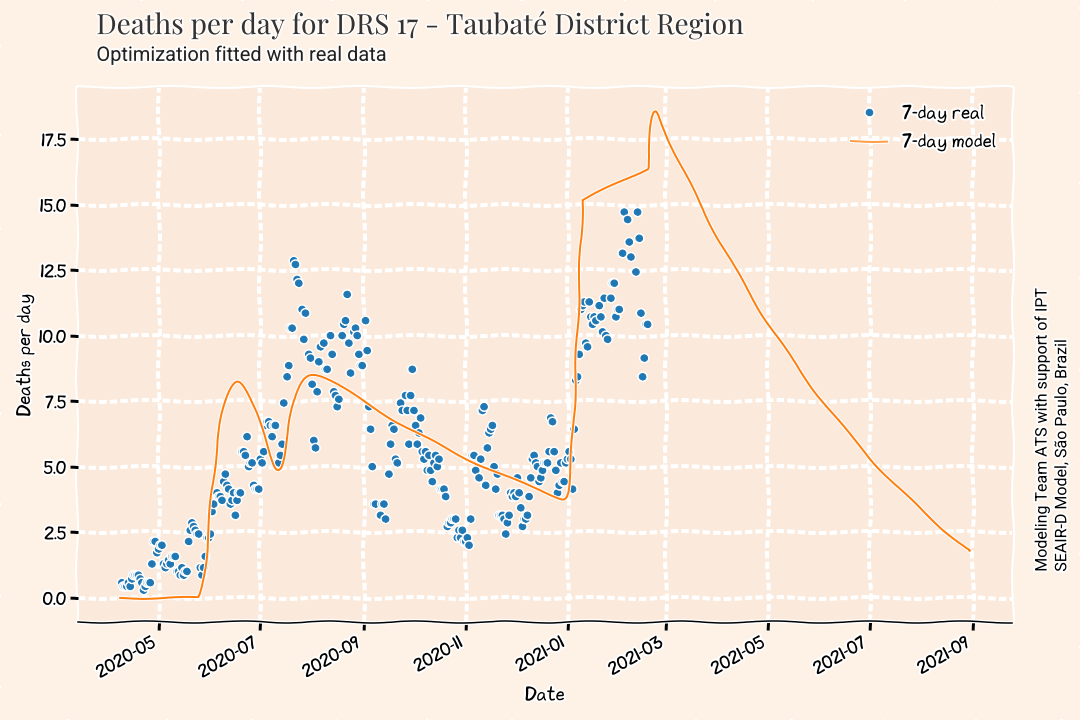 Deaths per day for DRS 17 - Taubaté District Region
Optimization fitted with real data
7-day real
7-day model
17.5
15.0
12.5
10.0
7.5
5.0
2.5
0.0
Deaths per day
2020-05
2020-07
2020-09
2020-11
2021-01
2021-03
2021-05
2021-07
2021-09
Date
Modeling Team ATS with support of IPT
SEAIR-D Model, São Paulo, Brazil